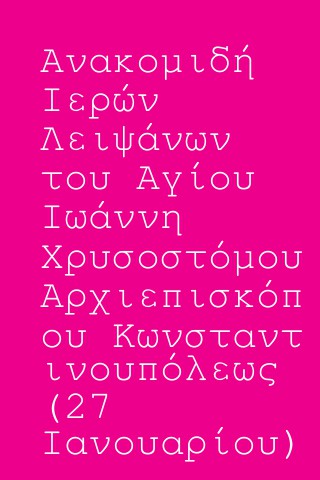 Ανακομιδή
Ιερών
Λειψάνων
του Αγίου
Ιωάννη
Χρυσοστόμου
Αρχιεπισκόπ
ου Κωνσταντ
ινουπόλεως
(27
Ιανουαρίου)